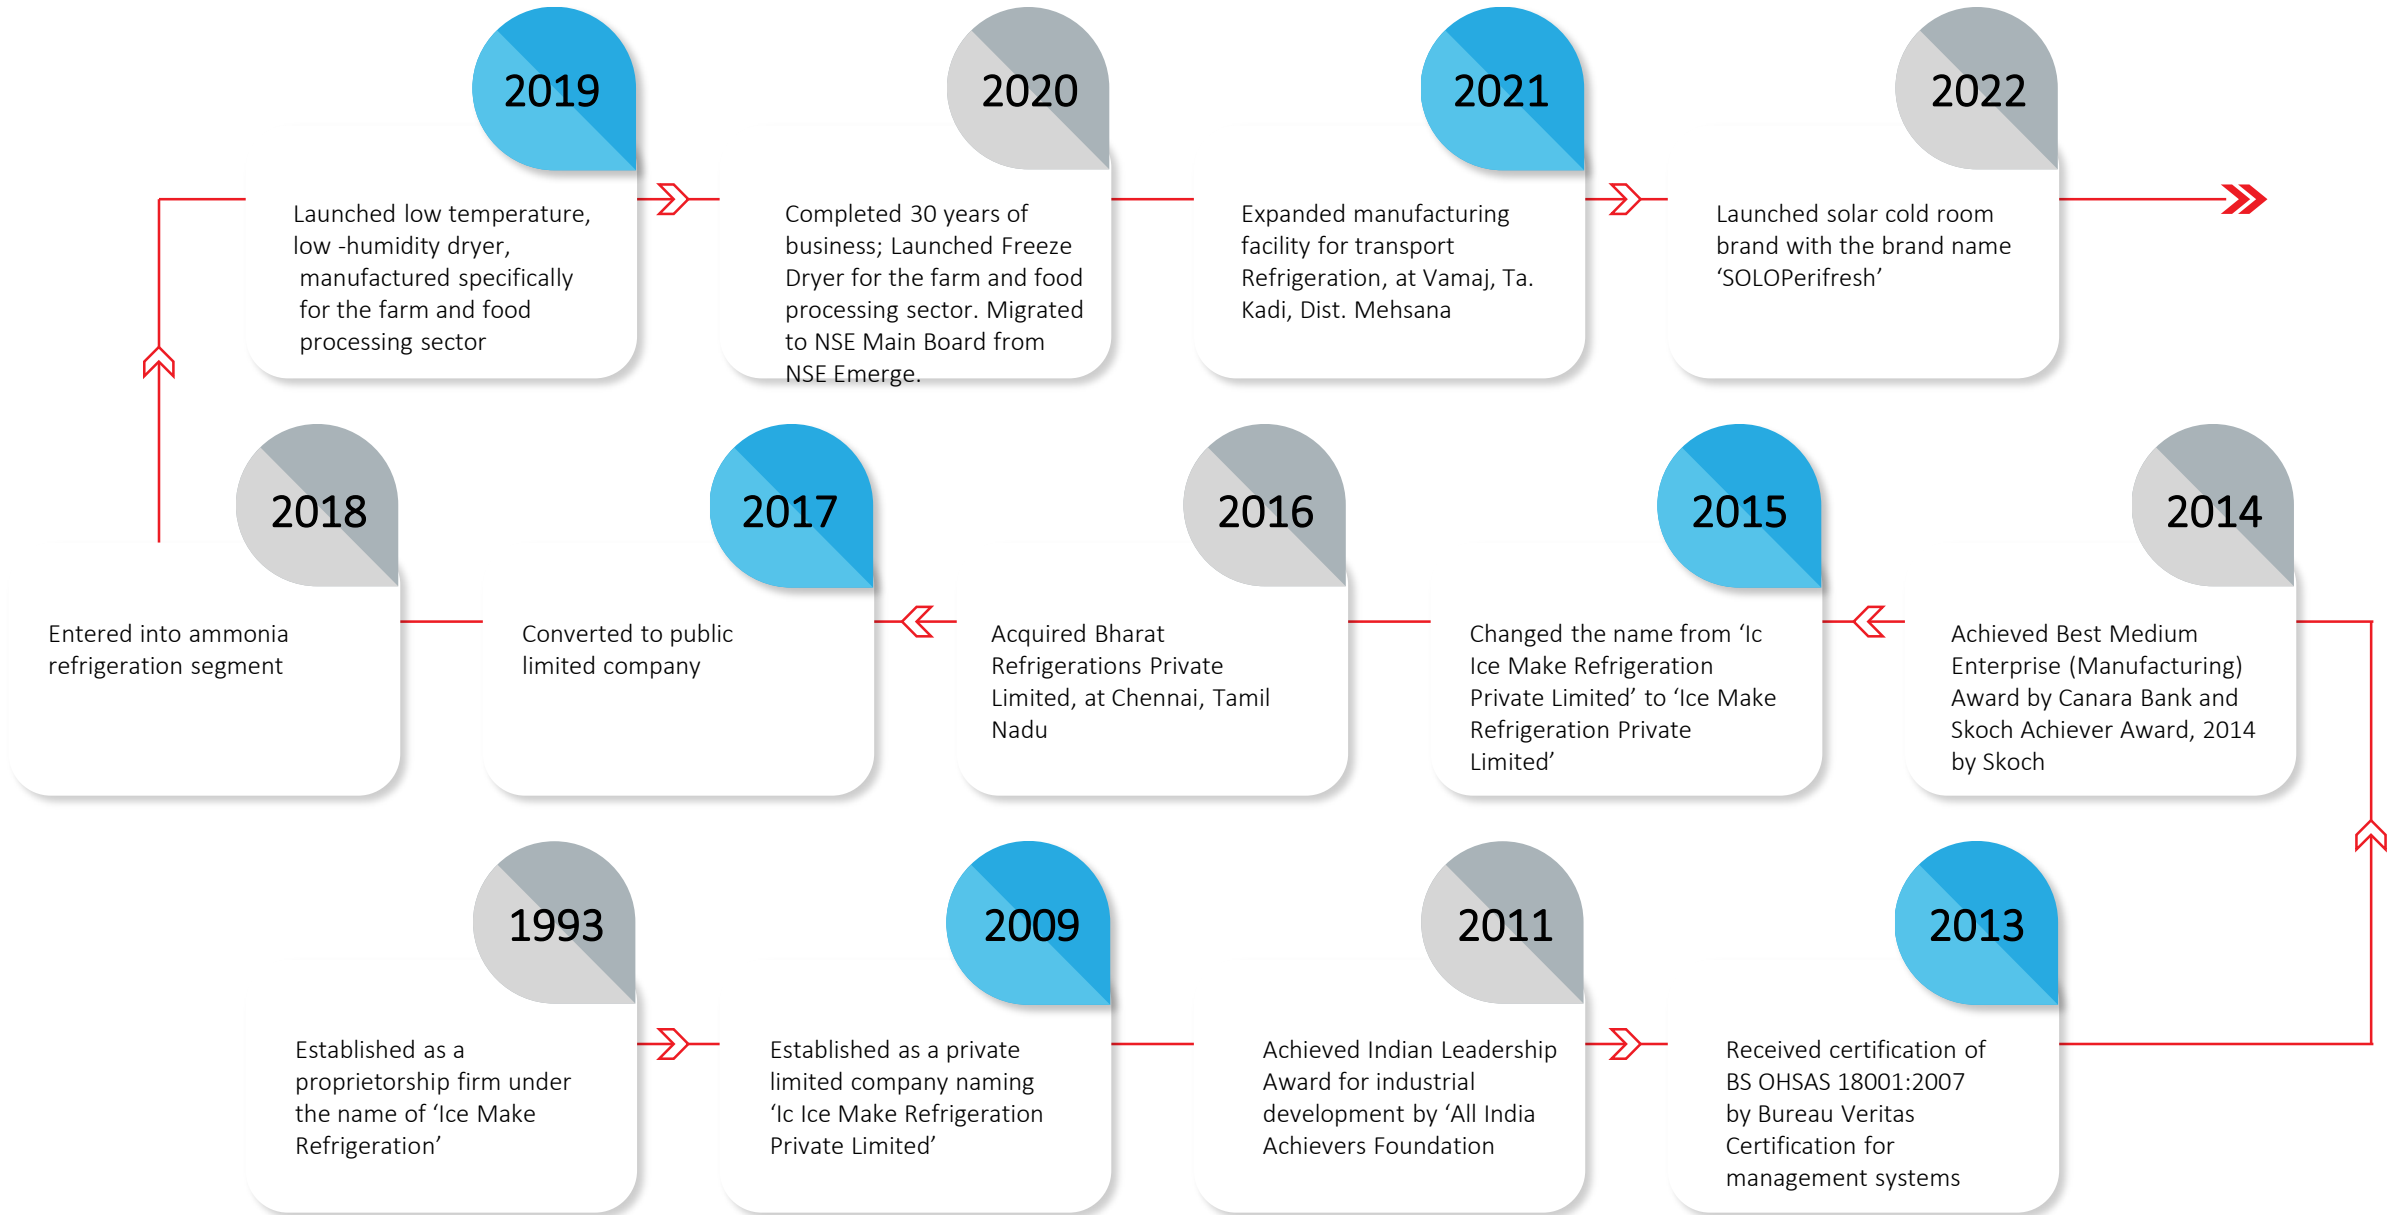 2019
Launched low temperature,
low -humidity dryer,
manufactured specifically
for the farm and food
processing sector
2020
Completed 30 years of
business; Launched Freeze
Dryer for the farm and food
processing sector. Migrated
to NSE Main Board from
NSE Emerge.
2021
Expanded manufacturing
facility for transport
Refrigeration, at Vamaj, Ta.
Kadi, Dist. Mehsana
2022
Launched solar cold room
brand with the brand name
‘SOLOPerifresh’
2018
Entered into ammonia
refrigeration segment
2017
Converted to public
limited company
2016
Acquired Bharat
Refrigerations Private
Limited, at Chennai, Tamil
Nadu
2015
Changed the name from ‘Ic
Ice Make Refrigeration
Private Limited’ to ‘Ice Make
Refrigeration Private
Limited’
2014
Achieved Best Medium
Enterprise (Manufacturing)
Award by Canara Bank and
Skoch Achiever Award, 2014
by Skoch
1993
Established as a
proprietorship firm under
the name of ‘Ice Make
Refrigeration’
2009
Established as a private
limited company naming
‘Ic Ice Make Refrigeration
Private Limited’
2011
Achieved Indian Leadership
Award for industrial
development by ‘All India
Achievers Foundation
2013
Received certification of
BS OHSAS 18001:2007
by Bureau Veritas
Certification for
management systems